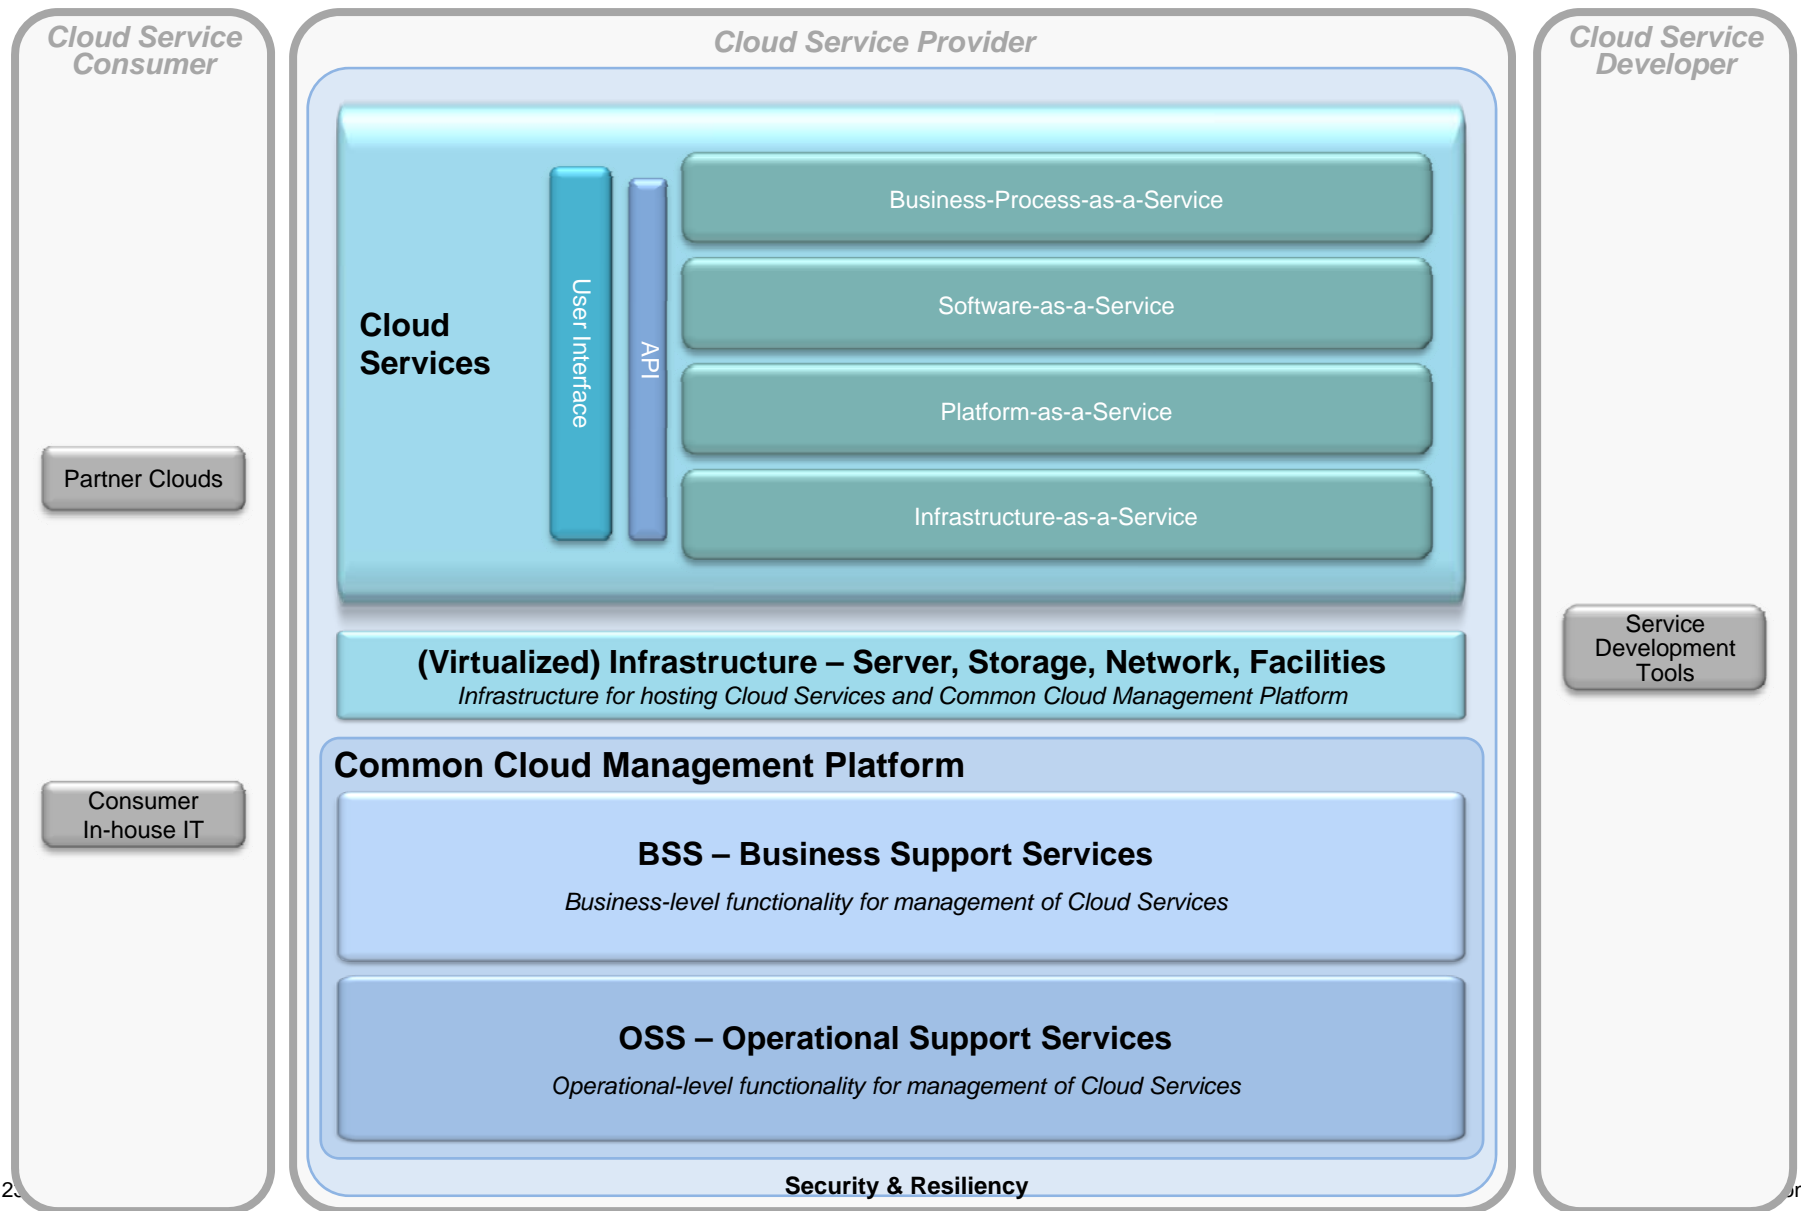 Cloud Service
Consumer
Partner Clouds
Consumer
In-house IT
Cloud Service Provider
Cloud
Services
User Interface
API
Business-Process-as-a-Service
Software-as-a-Service
Platform-as-a-Service
Infrastructure-as-a-Service
(Virtualized) Infrastructure – Server, Storage, Network, Facilities
Infrastructure for hosting Cloud Services and Common Cloud Management Platform
Common Cloud Management Platform
BSS – Business Support Services
Business-level functionality for management of Cloud Services
OSS – Operational Support Services
Operational-level functionality for management of Cloud Services
Security & Resiliency
Cloud Service
Developer
Service
Development
Tools